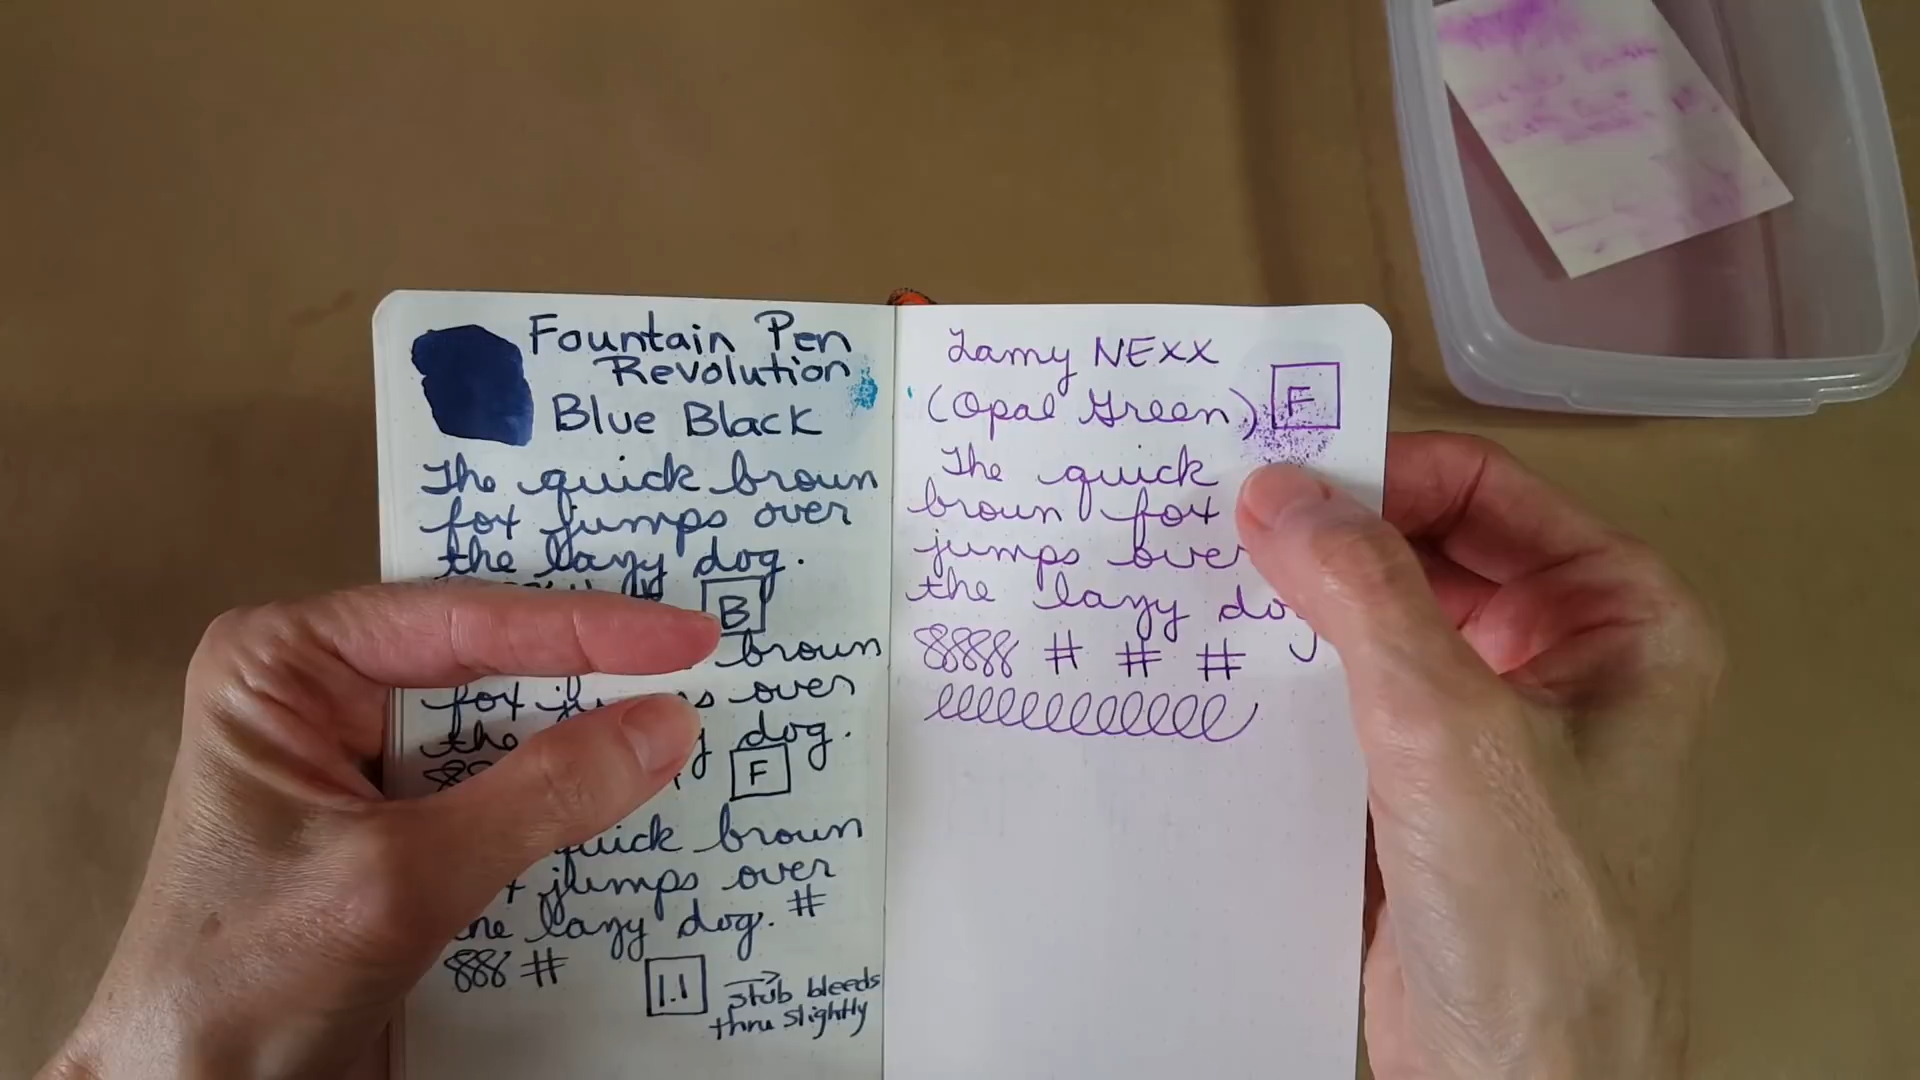 Fountain Pen
Revolution
Blue Black
The quick brown
fox jumps over
the lazy dog.
B
brown
fox over
the dog.
F
quick brown
jumps over
the lazy dog. #
888 #
1.1 → stub bleeds
thru slightly
Lamy NEXX
(Opal Green) F
The quick
brown fox
jumps over
the lazy
8888 # # #